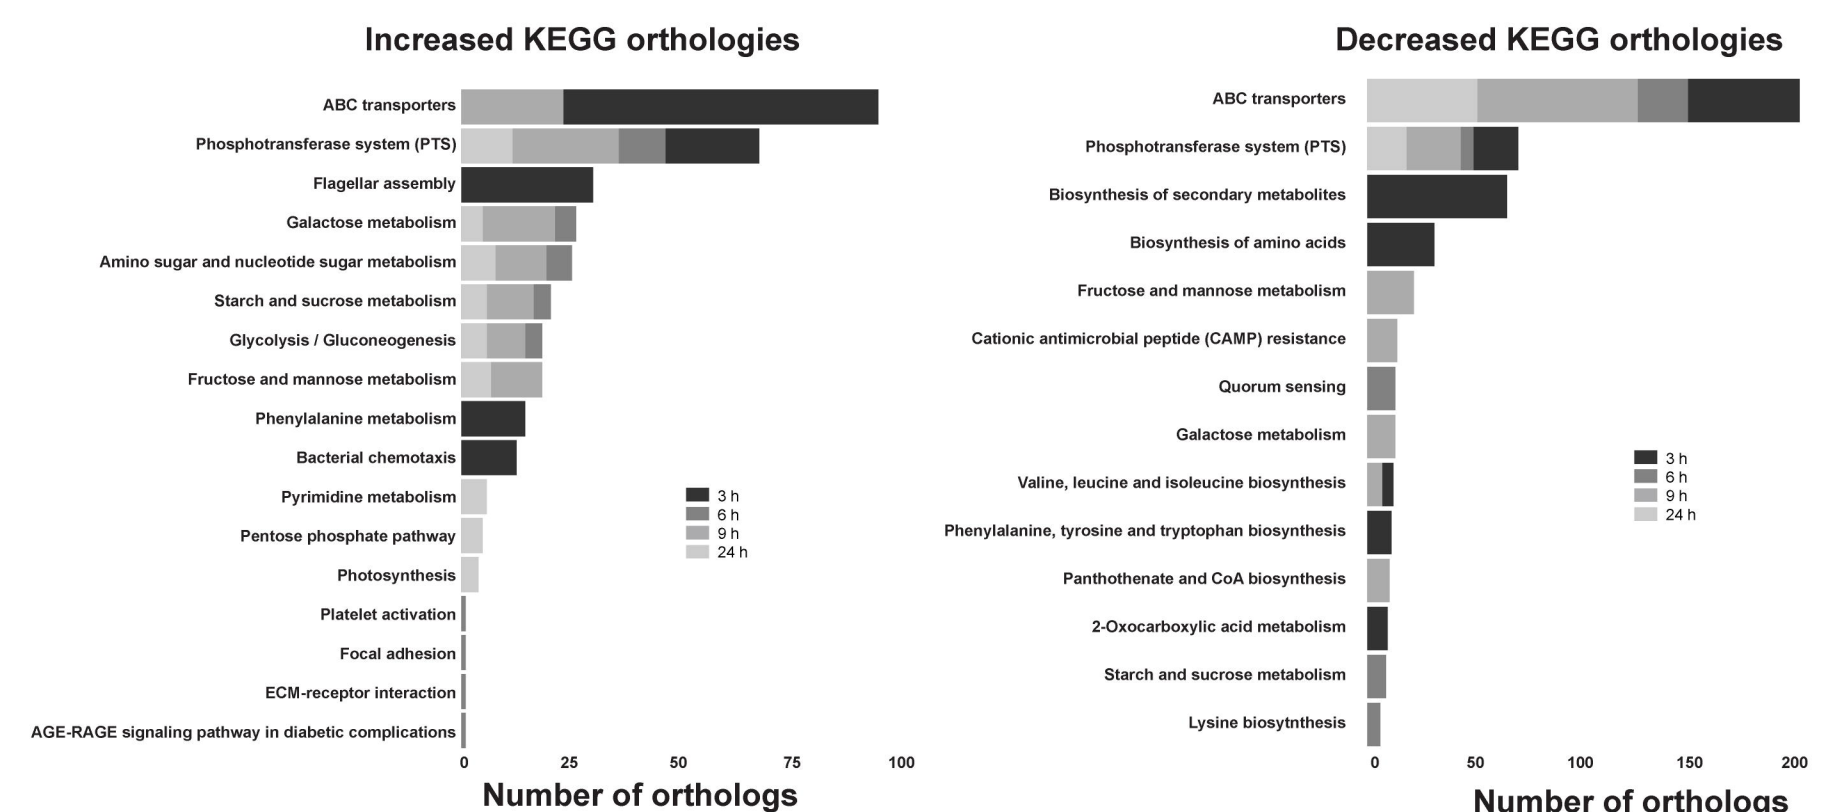 Increased KEGG orthologies
ABC transporters
Phosphotransferase system (PTS)
Flagellar assembly
Galactose metabolism
Amino sugar and nucleotide sugar metabolism
Starch and sucrose metabolism
Glycolysis / Gluconeogenesis
Fructose and mannose metabolism
Phenylalanine metabolism
Bacterial chemotaxis
Pyrimidine metabolism
Pentose phosphate pathway
Photosynthesis
Platelet activation
Focal adhesion
ECM-receptor interaction
AGE-RAGE signaling pathway in diabetic complications
3 h
6 h
9 h
24 h
0 25 50 75 100
Number of orthologs
Decreased KEGG orthologies
ABC transporters
Phosphotransferase system (PTS)
Biosynthesis of secondary metabolites
Biosynthesis of amino acids
Fructose and mannose metabolism
Cationic antimicrobial peptide (CAMP) resistance
Quorum sensing
Galactose metabolism
Valine, leucine and isoleucine biosynthesis
Phenylalanine, tyrosine and tryptophan biosynthesis
Panthothenate and CoA biosynthesis
2-Oxocarboxylic acid metabolism
Starch and sucrose metabolism
Lysine biosytnthesis
3 h
6 h
9 h
24 h
0 50 100 150 200
Number of orthologs